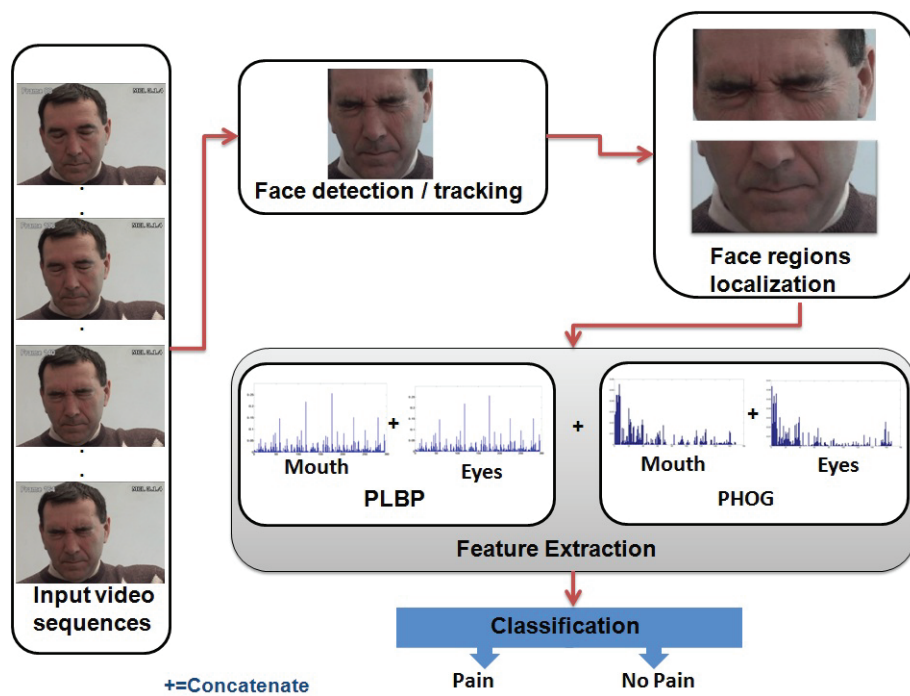 Face detection / tracking
Face regions
localization
Input video
sequences
+
Mouth
Eyes
PLBP
+
+
Mouth
Eyes
PHOG
Feature Extraction
Classification
Pain
No Pain
+=Concatenate